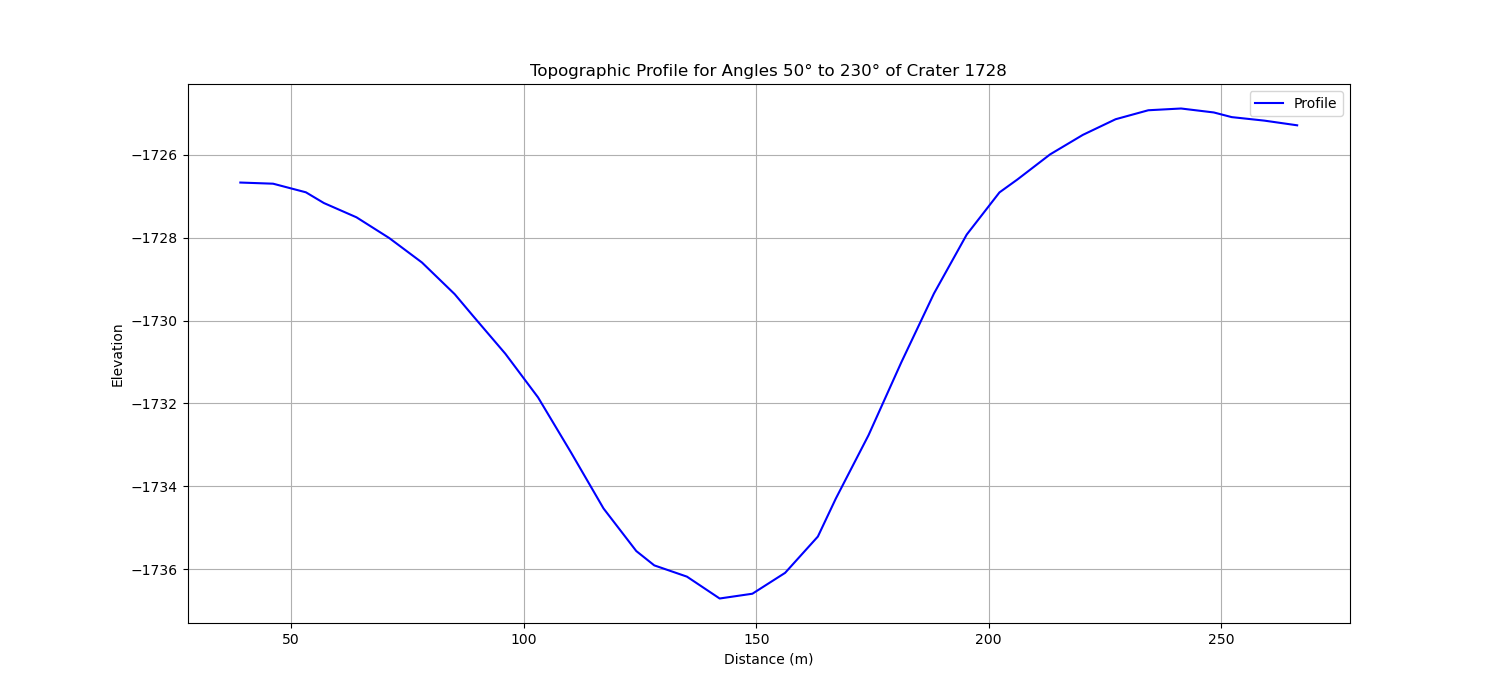 Topographic Profile for Angles 50° to 230° of Crater 1728
Profile
Elevation
−1726
−1728
−1730
−1732
−1734
−1736
50
100
150
200
250
Distance (m)